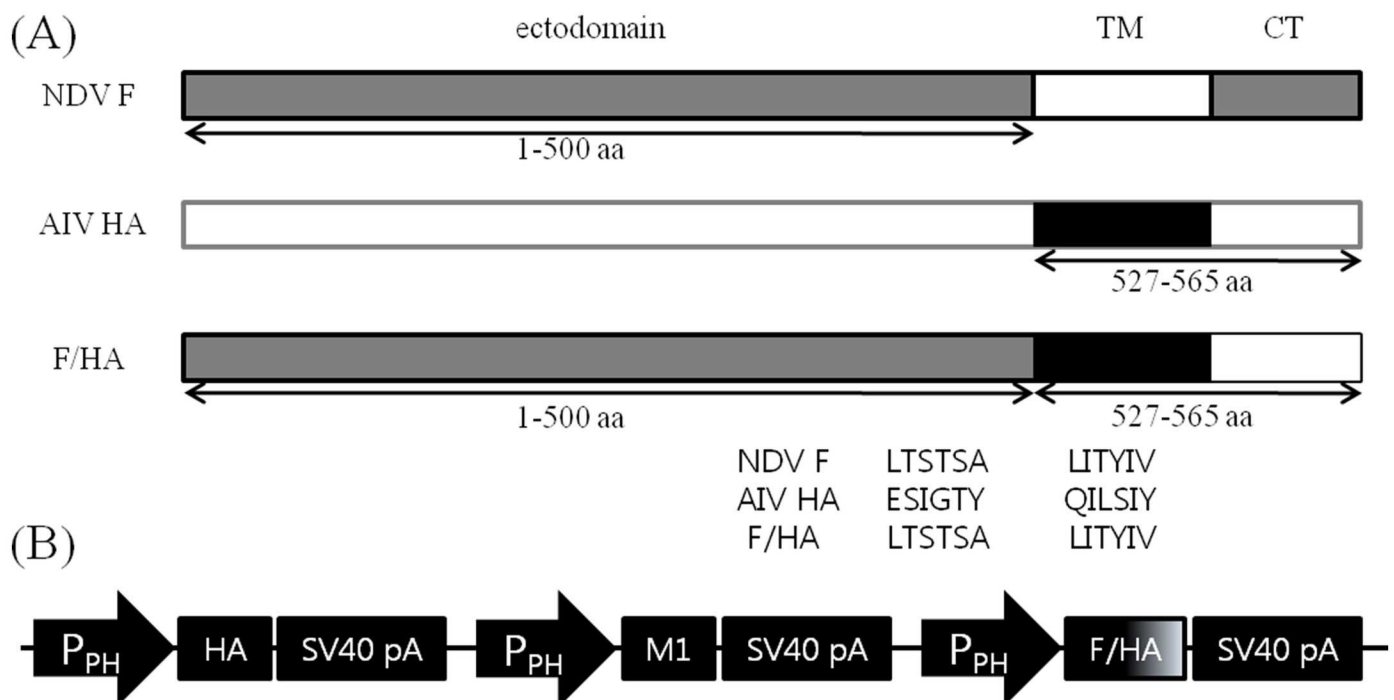 (A) ectodomain TM CT
NDV F
1-500 aa
AIV HA
527-565 aa
F/HA
1-500 aa 527-565 aa
NDV F LTSTSA LITYIV
AIV HA ESIGTY QILSIY
F/HA LTSTSA LITYIV
(B)
PPH HA SV40 pA PPH M1 SV40 pA PPH F/HA SV40 pA